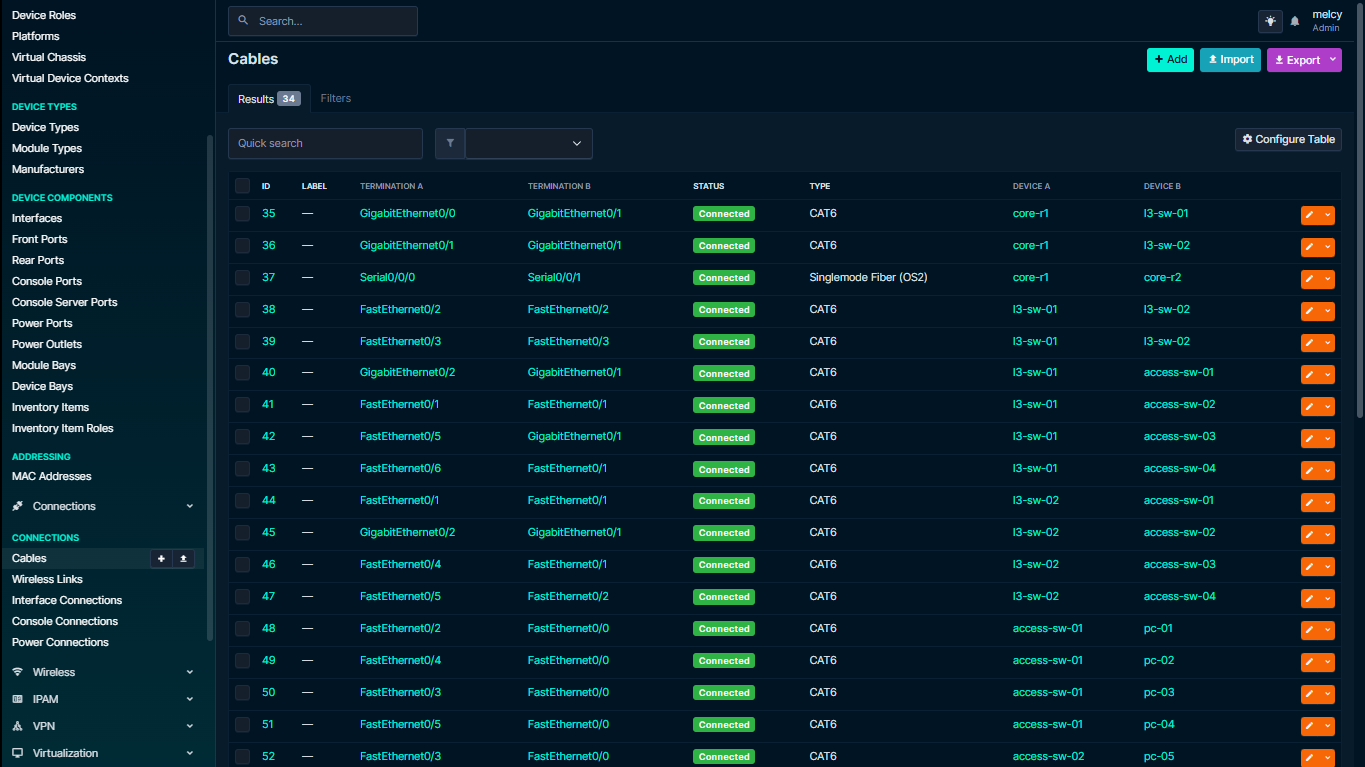 Device Roles
Platforms
Virtual Chassis
Virtual Device Contexts
DEVICE TYPES
Device Types
Module Types
Manufacturers
DEVICE COMPONENTS
Interfaces
Front Ports
Rear Ports
Console Ports
Console Server Ports
Power Ports
Power Outlets
Module Bays
Device Bays
Inventory Items
Inventory Item Roles
ADDRESSING
MAC Addresses
Connections
CONNECTIONS
Cables
Wireless Links
Interface Connections
Console Connections
Power Connections
Wireless
IPAM
VPN
Virtualization
Search...
melcy
Admin
Cables
Add Import Export
Results 34 Filters
Quick search
Configure Table
ID LABEL TERMINATION A TERMINATION B STATUS TYPE DEVICE A DEVICE B
35 — GigabitEthernet0/0 GigabitEthernet0/1 Connected CAT6 core-r1 l3-sw-01
36 — GigabitEthernet0/1 GigabitEthernet0/1 Connected CAT6 core-r1 l3-sw-02
37 — Serial0/0/0 Serial0/0/1 Connected Singlemode Fiber (OS2) core-r1 core-r2
38 — FastEthernet0/2 FastEthernet0/2 Connected CAT6 l3-sw-01 l3-sw-02
39 — FastEthernet0/3 FastEthernet0/3 Connected CAT6 l3-sw-01 l3-sw-02
40 — GigabitEthernet0/2 GigabitEthernet0/1 Connected CAT6 l3-sw-01 access-sw-01
41 — FastEthernet0/1 FastEthernet0/1 Connected CAT6 l3-sw-01 access-sw-02
42 — FastEthernet0/5 GigabitEthernet0/1 Connected CAT6 l3-sw-01 access-sw-03
43 — FastEthernet0/6 FastEthernet0/1 Connected CAT6 l3-sw-01 access-sw-04
44 — FastEthernet0/1 FastEthernet0/1 Connected CAT6 l3-sw-02 access-sw-01
45 — GigabitEthernet0/2 GigabitEthernet0/1 Connected CAT6 l3-sw-02 access-sw-02
46 — FastEthernet0/4 FastEthernet0/1 Connected CAT6 l3-sw-02 access-sw-03
47 — FastEthernet0/5 FastEthernet0/2 Connected CAT6 l3-sw-02 access-sw-04
48 — FastEthernet0/2 FastEthernet0/0 Connected CAT6 access-sw-01 pc-01
49 — FastEthernet0/4 FastEthernet0/0 Connected CAT6 access-sw-01 pc-02
50 — FastEthernet0/3 FastEthernet0/0 Connected CAT6 access-sw-01 pc-03
51 — FastEthernet0/5 FastEthernet0/0 Connected CAT6 access-sw-01 pc-04
52 — FastEthernet0/3 FastEthernet0/0 Connected CAT6 access-sw-02 pc-05